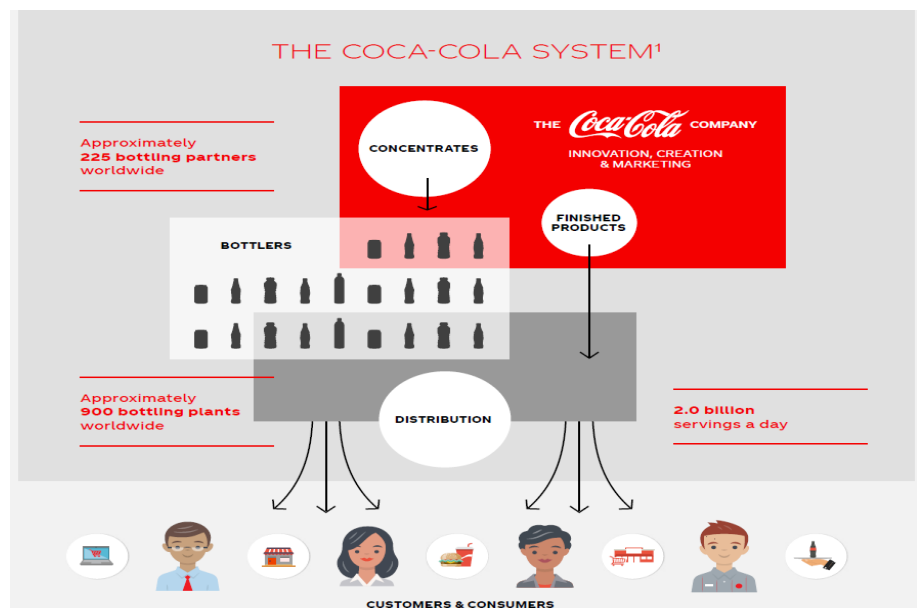 THE COCA-COLA SYSTEM¹
Approximately
225 bottling partners
worldwide
CONCENTRATES
THE Coca-Cola COMPANY
INNOVATION, CREATION
& MARKETING
FINISHED
PRODUCTS
BOTTLERS
Approximately
900 bottling plants
worldwide
DISTRIBUTION
2.0 billion
servings a day
CUSTOMERS & CONSUMERS